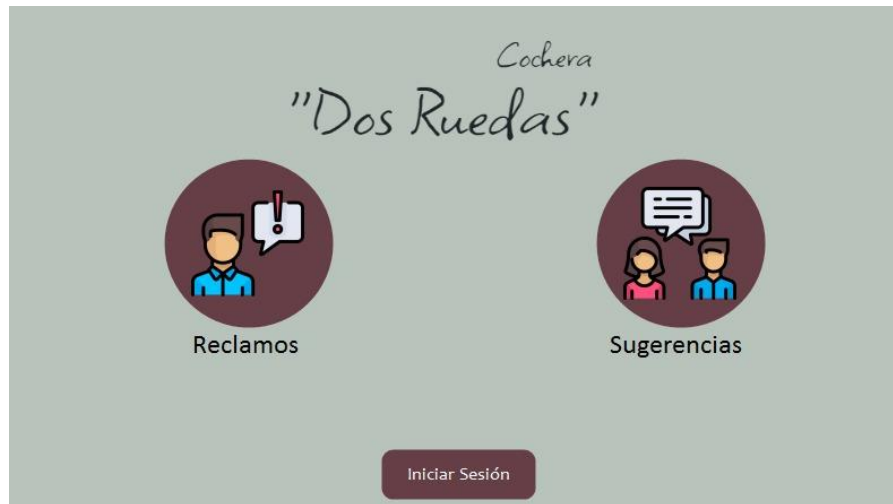 Cochera
"Dos Ruedas"
Reclamos
Sugerencias
Iniciar Sesión